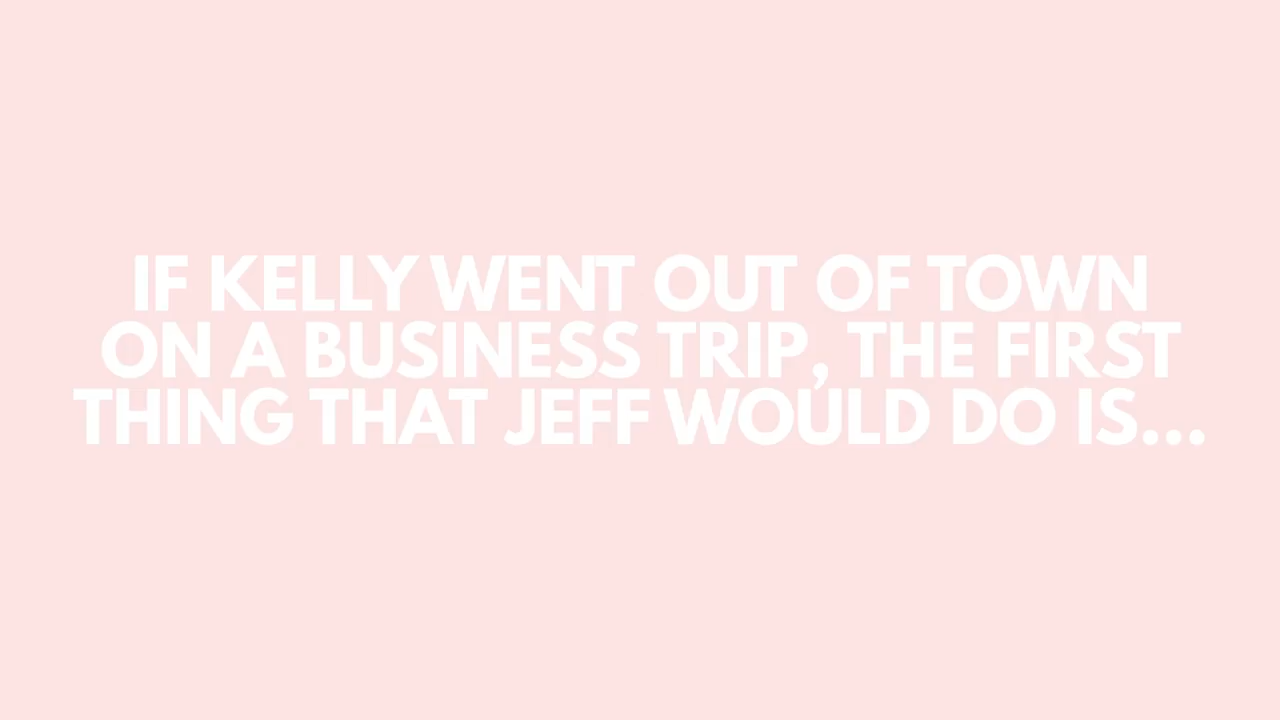 IF KELLY WENT OUT OF TOWN
ON A BUSINESS TRIP, THE FIRST
THING THAT JEFF WOULD DO IS...